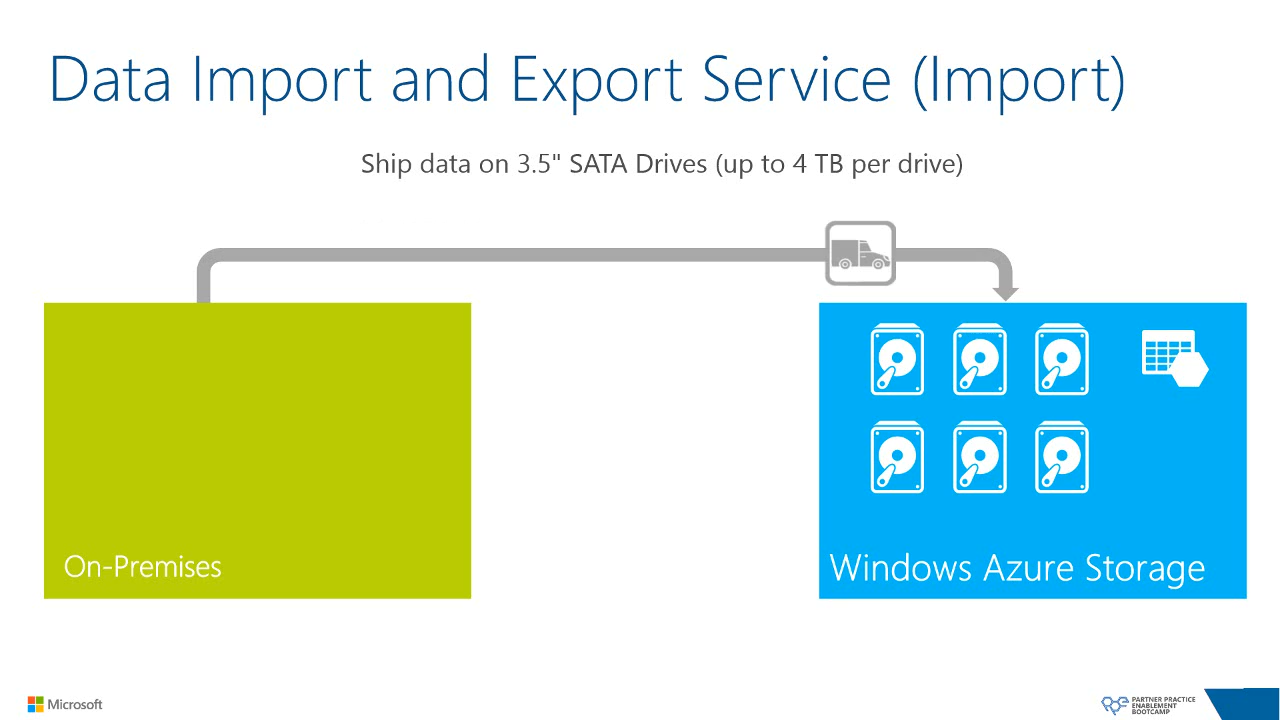 Data Import and Export Service (Import)
Ship data on 3.5" SATA Drives (up to 4 TB per drive)
On-Premises
Windows Azure Storage
Microsoft
PARTNER PRACTICE
ENABLEMENT
BOOTCAMP